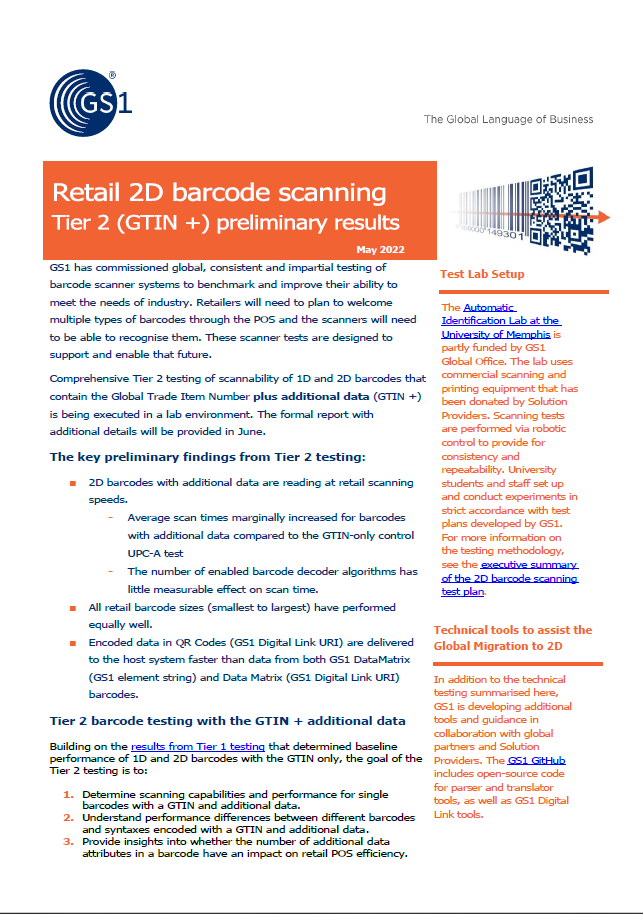 GS1®
The Global Language of Business
Retail 2D barcode scanning
Tier 2 (GTIN +) preliminary results
May 2022
GS1 has commissioned global, consistent and impartial testing of
barcode scanner systems to benchmark and improve their ability to
meet the needs of industry. Retailers will need to plan to welcome
multiple types of barcodes through the POS and the scanners will need
to be able to recognise them. These scanner tests are designed to
support and enable that future.
Comprehensive Tier 2 testing of scannability of 1D and 2D barcodes that
contain the Global Trade Item Number plus additional data (GTIN +)
is being executed in a lab environment. The formal report with
additional details will be provided in June.
The key preliminary findings from Tier 2 testing:
■ 2D barcodes with additional data are reading at retail scanning
speeds.
- Average scan times marginally increased for barcodes
with additional data compared to the GTIN-only control
UPC-A test
- The number of enabled barcode decoder algorithms has
little measurable effect on scan time.
■ All retail barcode sizes (smallest to largest) have performed
equally well.
■ Encoded data in QR Codes (GS1 Digital Link URI) are delivered
to the host system faster than data from both GS1 DataMatrix
(GS1 element string) and Data Matrix (GS1 Digital Link URI)
barcodes.
Tier 2 barcode testing with the GTIN + additional data
Building on the results from Tier 1 testing that determined baseline
performance of 1D and 2D barcodes with the GTIN only, the goal of the
Tier 2 testing is to:
1. Determine scanning capabilities and performance for single
barcodes with a GTIN and additional data.
2. Understand performance differences between different barcodes
and syntaxes encoded with a GTIN and additional data.
3. Provide insights into whether the number of additional data
attributes in a barcode have an impact on retail POS efficiency.
149301
Test Lab Setup
The Automatic
Identification Lab at the
University of Memphis is
partly funded by GS1
Global Office. The lab uses
commercial scanning and
printing equipment that has
been donated by Solution
Providers. Scanning tests
are performed via robotic
control to provide for
consistency and
repeatability. University
students and staff set up
and conduct experiments in
strict accordance with test
plans developed by GS1.
For more information on
the testing methodology,
see the executive summary
of the 2D barcode scanning
test plan.
Technical tools to assist the
Global Migration to 2D
In addition to the technical
testing summarised here,
GS1 is developing additional
tools and guidance in
collaboration with global
partners and Solution
Providers. The GS1 GitHub
includes open-source code
for parser and translator
tools, as well as GS1 Digital
Link tools.